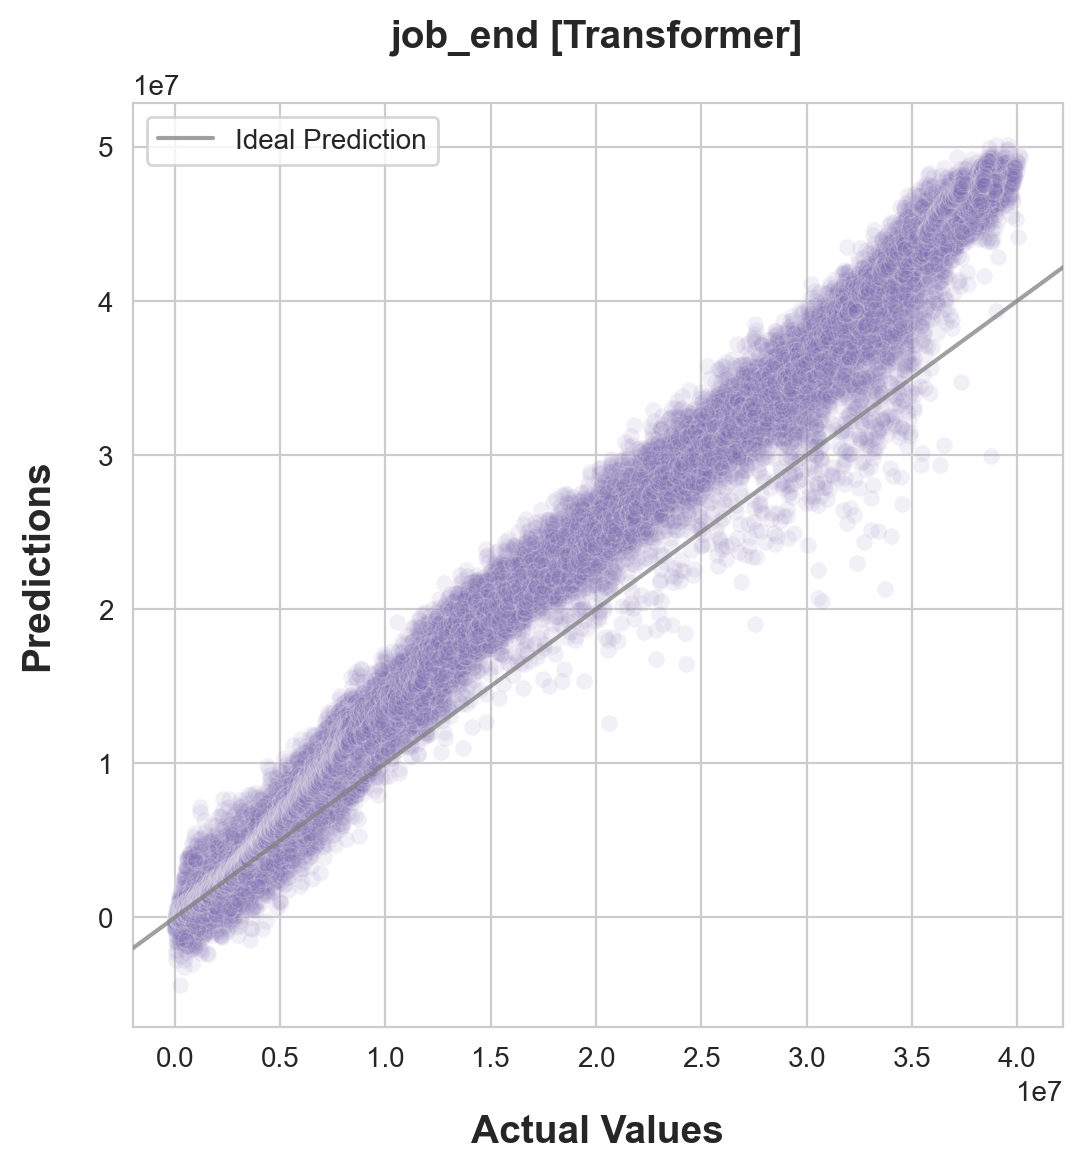 job_end [Transformer]
1e7
Ideal Prediction
5
4
3
2
1
0
Predictions
0.0 0.5 1.0 1.5 2.0 2.5 3.0 3.5 4.0
1e7
Actual Values